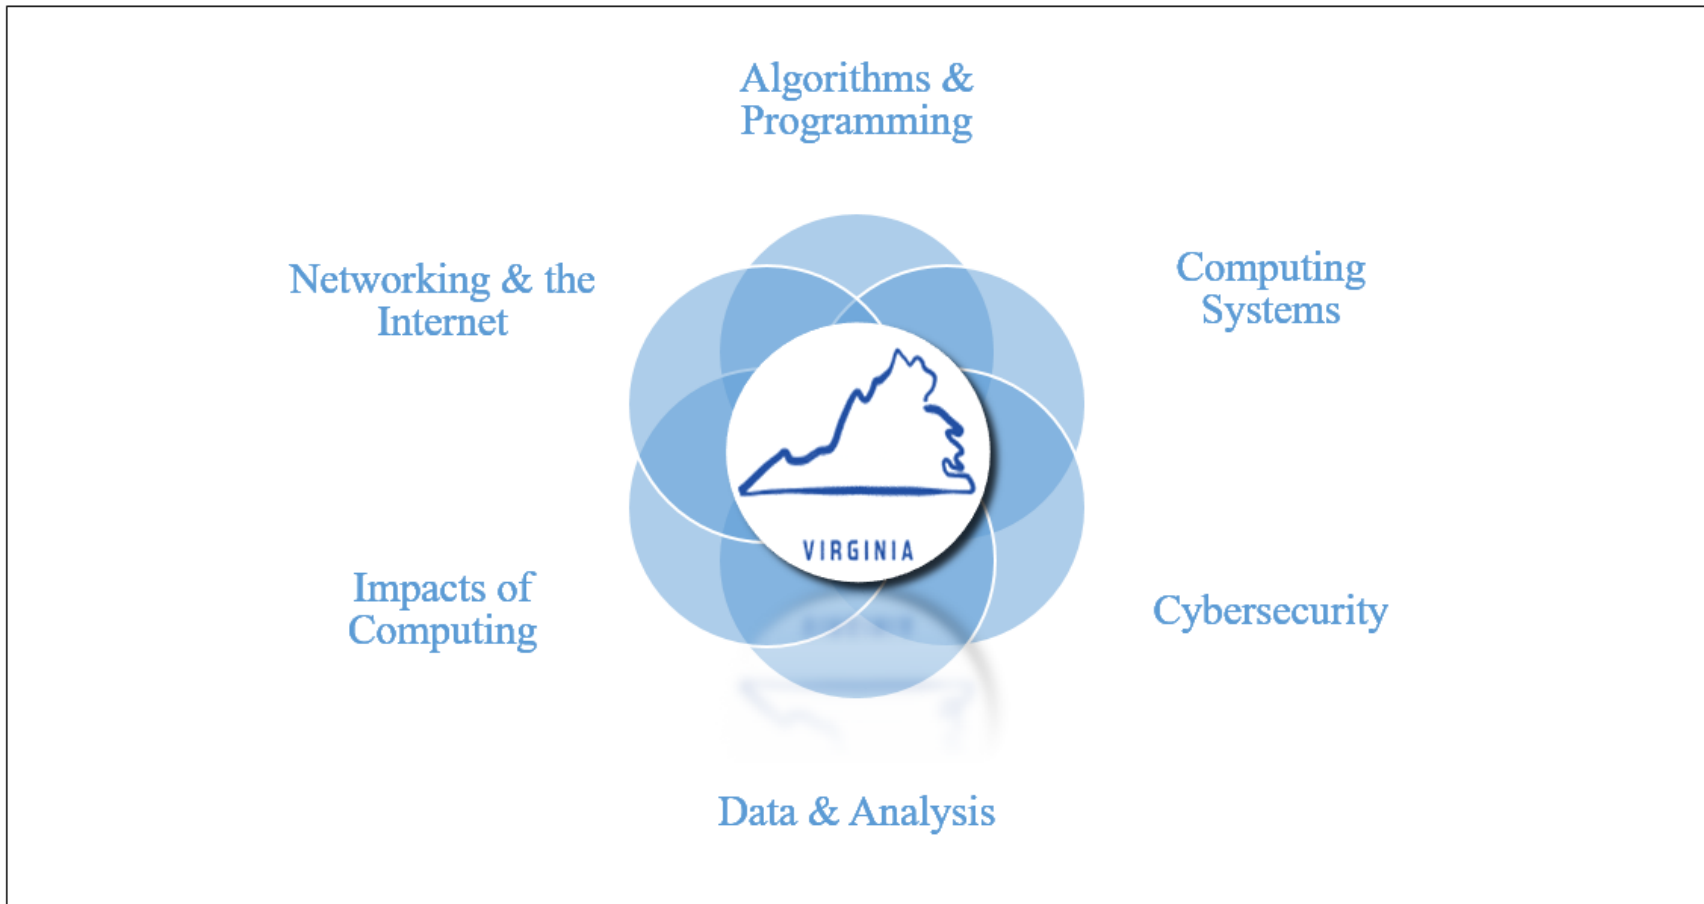 Algorithms &
Programming
Networking & the
Internet
Computing
Systems
VIRGINIA
Impacts of
Computing
Cybersecurity
Data & Analysis